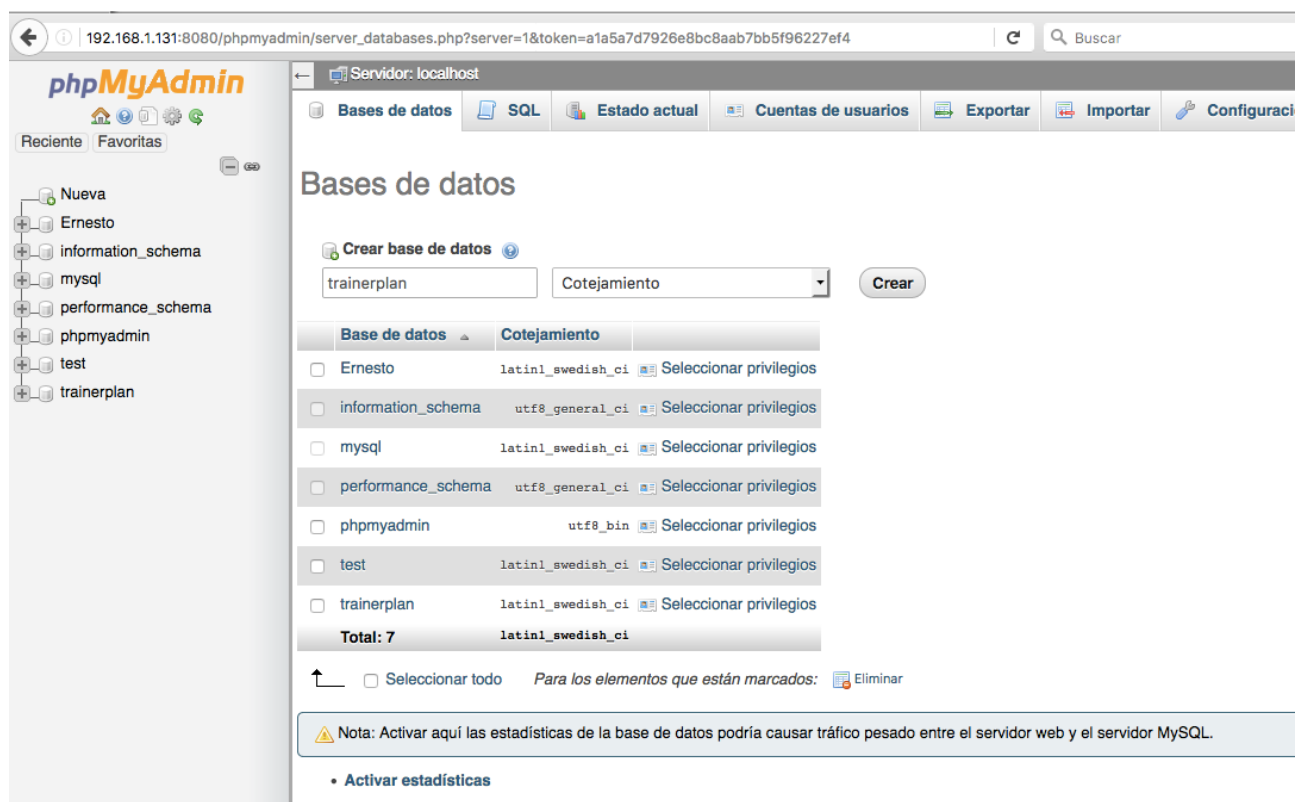 192.168.1.131:8080/phpmyadmin/server_databases.php?server=1&token=a1a5a7d7926e8bc8aab7bb5f96227ef4
Buscar
phpMyAdmin
Reciente Favoritas
Nueva
Ernesto
information_schema
mysql
performance_schema
phpmyadmin
test
trainerplan
Servidor: localhost
Bases de datos SQL Estado actual Cuentas de usuarios Exportar Importar Configuraci
Bases de datos
Crear base de datos
trainerplan Cotejamiento Crear
Base de datos Cotejamiento
Ernesto latin1_swedish_ci Seleccionar privilegios
information_schema utf8_general_ci Seleccionar privilegios
mysql latin1_swedish_ci Seleccionar privilegios
performance_schema utf8_general_ci Seleccionar privilegios
phpmyadmin utf8_bin Seleccionar privilegios
test latin1_swedish_ci Seleccionar privilegios
trainerplan latin1_swedish_ci Seleccionar privilegios
Total: 7 latin1_swedish_ci
Seleccionar todo Para los elementos que están marcados: Eliminar
Nota: Activar aquí las estadísticas de la base de datos podría causar tráfico pesado entre el servidor web y el servidor MySQL.
• Activar estadísticas